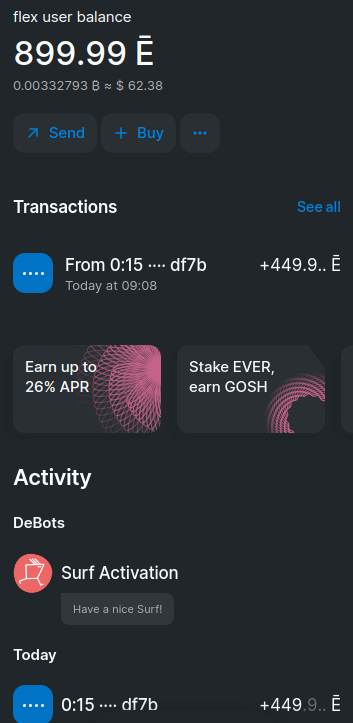 flex user balance
899.99 Ē
0.00332793 ₿ ≈ $ 62.38
Send
Buy
Transactions
See all
From 0:15 ···· df7b
+449.9.. Ē
Today at 09:08
Earn up to
26% APR
Stake EVER,
earn GOSH
Activity
DeBots
Surf Activation
Have a nice Surf!
Today
0:15 ···· df7b
+449.9.. Ē